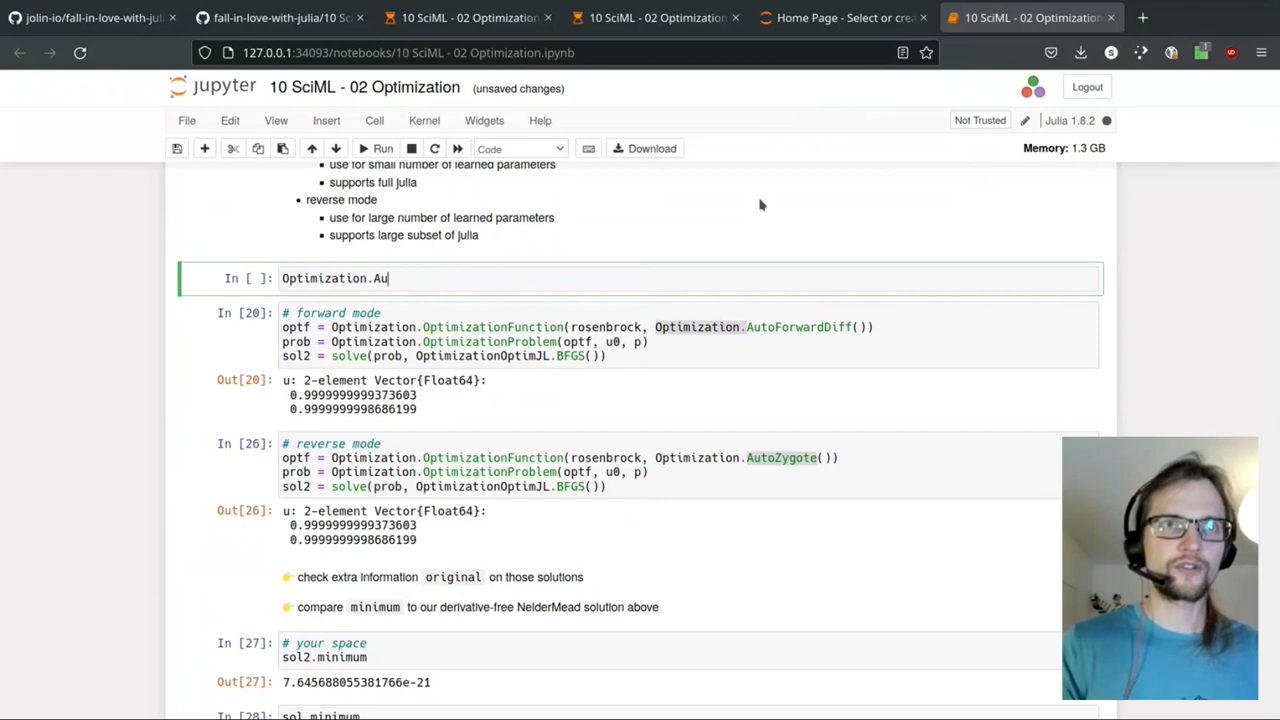 jolin-io/fall-in-love-with-juli
fall-in-love-with-julia/10 SciM
10 SciML - 02 Optimization
10 SciML - 02 Optimization
Home Page - Select or crea
10 SciML - 02 Optimization
127.0.0.1:34093/notebooks/10 SciML - 02 Optimization.ipynb
jupyter 10 SciML - 02 Optimization (unsaved changes)
Logout
File Edit View Insert Cell Kernel Widgets Help
Not Trusted
Julia 1.8.2
Run
Code
Download
Memory: 1.3 GB
use for small number of learned parameters
supports full julia
reverse mode
use for large number of learned parameters
supports large subset of julia
In [ ]: Optimization.Au
In [20]: # forward mode
optf = Optimization.OptimizationFunction(rosenbrock, Optimization.AutoForwardDiff())
prob = Optimization.OptimizationProblem(optf, u0, p)
sol2 = solve(prob, OptimizationOptimJL.BFGS())
Out[20]: u: 2-element Vector{Float64}:
0.9999999999373603
0.9999999998686199
In [26]: # reverse mode
optf = Optimization.OptimizationFunction(rosenbrock, Optimization.AutoZygote())
prob = Optimization.OptimizationProblem(optf, u0, p)
sol2 = solve(prob, OptimizationOptimJL.BFGS())
Out[26]: u: 2-element Vector{Float64}:
0.9999999999373603
0.9999999998686199
👉 check extra information original on those solutions
👉 compare minimum to our derivative-free NelderMead solution above
In [27]: # your space
sol2.minimum
Out[27]: 7.645688055381766e-21
In [28]: sol.minimum